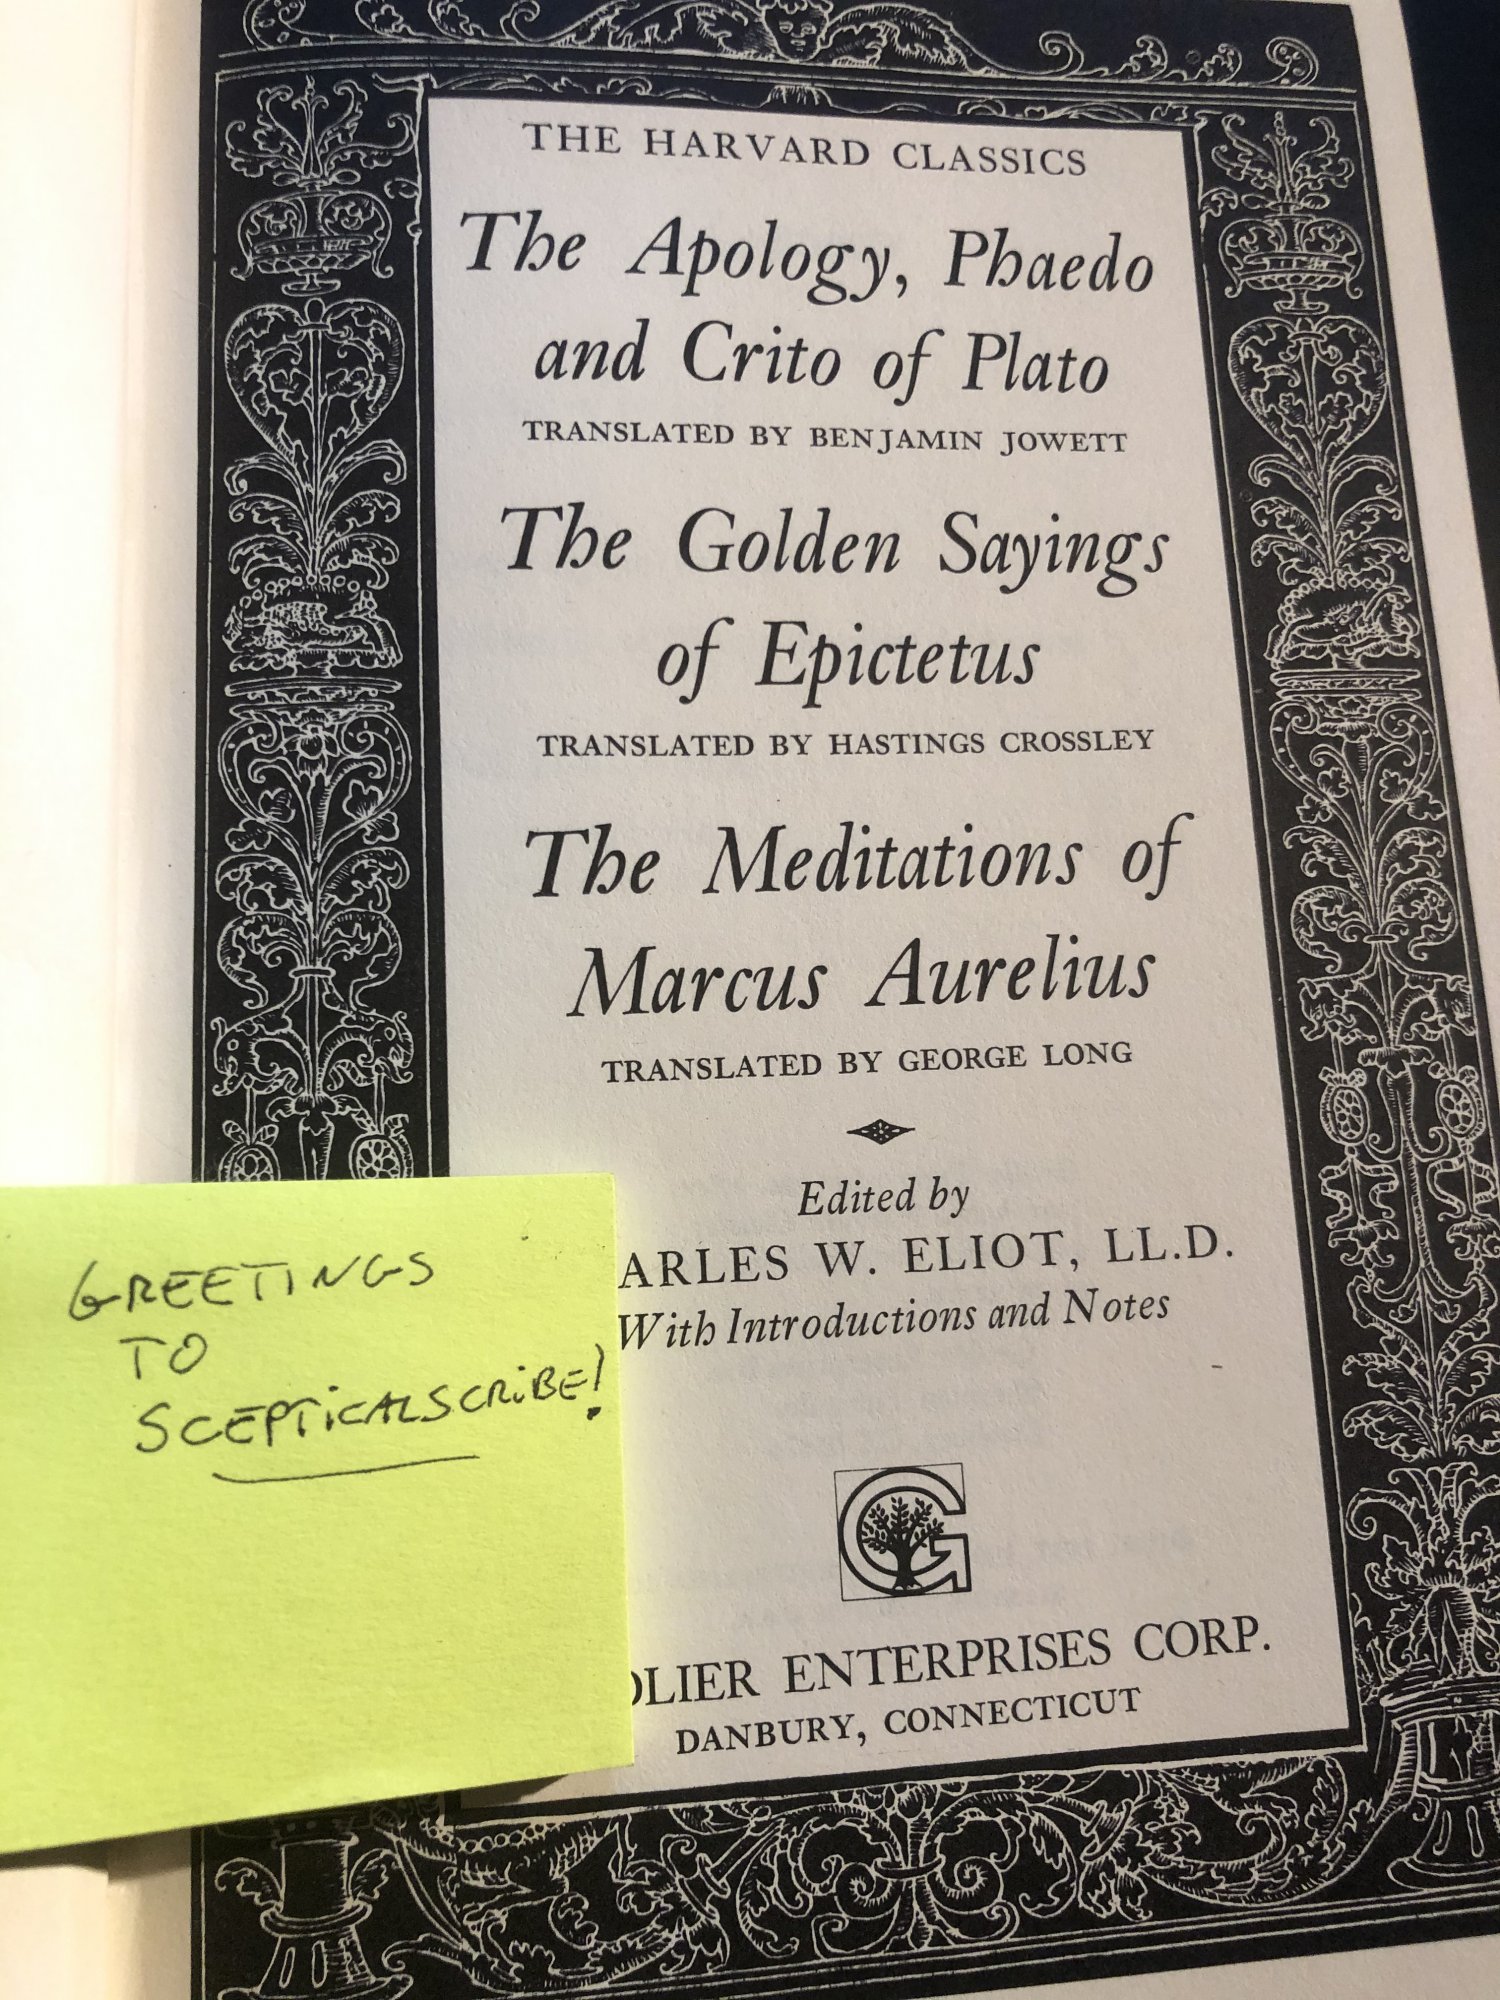 THE HARVARD CLASSICS
The Apology, Phaedo
and Crito of Plato
TRANSLATED BY BENJAMIN JOWETT
The Golden Sayings
of Epictetus
TRANSLATED BY HASTINGS CROSSLEY
The Meditations of
Marcus Aurelius
TRANSLATED BY GEORGE LONG
Edited by
ARLES W. ELIOT, LL.D.
With Introductions and Notes
G
OLIER ENTERPRISES CORP.
DANBURY, CONNECTICUT
GREETINGS
TO
SCEPTICALSCRIBE!